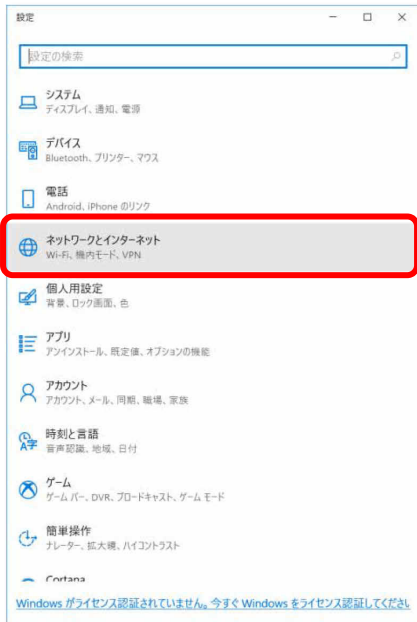 設定
設定の検索
システム
ディスプレイ、通知、電源
デバイス
Bluetooth、プリンター、マウス
電話
Android、iPhone のリンク
ネットワークとインターネット
Wi-Fi、機内モード、VPN
個人用設定
背景、ロック画面、色
アプリ
アンインストール、既定値、オプションの機能
アカウント
アカウント、メール、同期、職場、家族
時刻と言語
音声認識、地域、日付
ゲーム
ゲーム バー、DVR、ブロードキャスト、ゲーム モード
簡単操作
ナレーター、拡大鏡、ハイコントラスト
Cortana
Windows がライセンス認証されていません。今すぐ Windows をライセンス認証してくださ